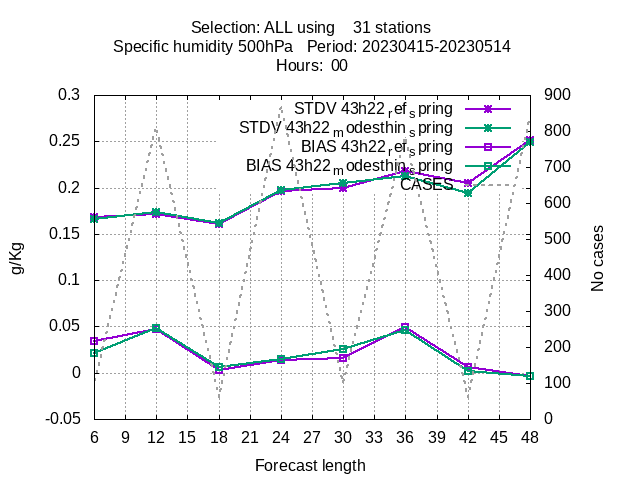 Selection: ALL using    31 stations
Specific humidity 500hPa   Period: 20230415-20230514
Hours:  00
0.3
0.25
0.2
0.15
0.1
0.05
0
-0.05
g/Kg
STDV 43h22_ref_spring
STDV 43h22_modesthin_spring
BIAS 43h22_ref_spring
BIAS 43h22_modesthin_spring
CASES
900
800
700
600
500
400
300
200
100
0
No cases
6 9 12 15 18 21 24 27 30 33 36 39 42 45 48
Forecast length